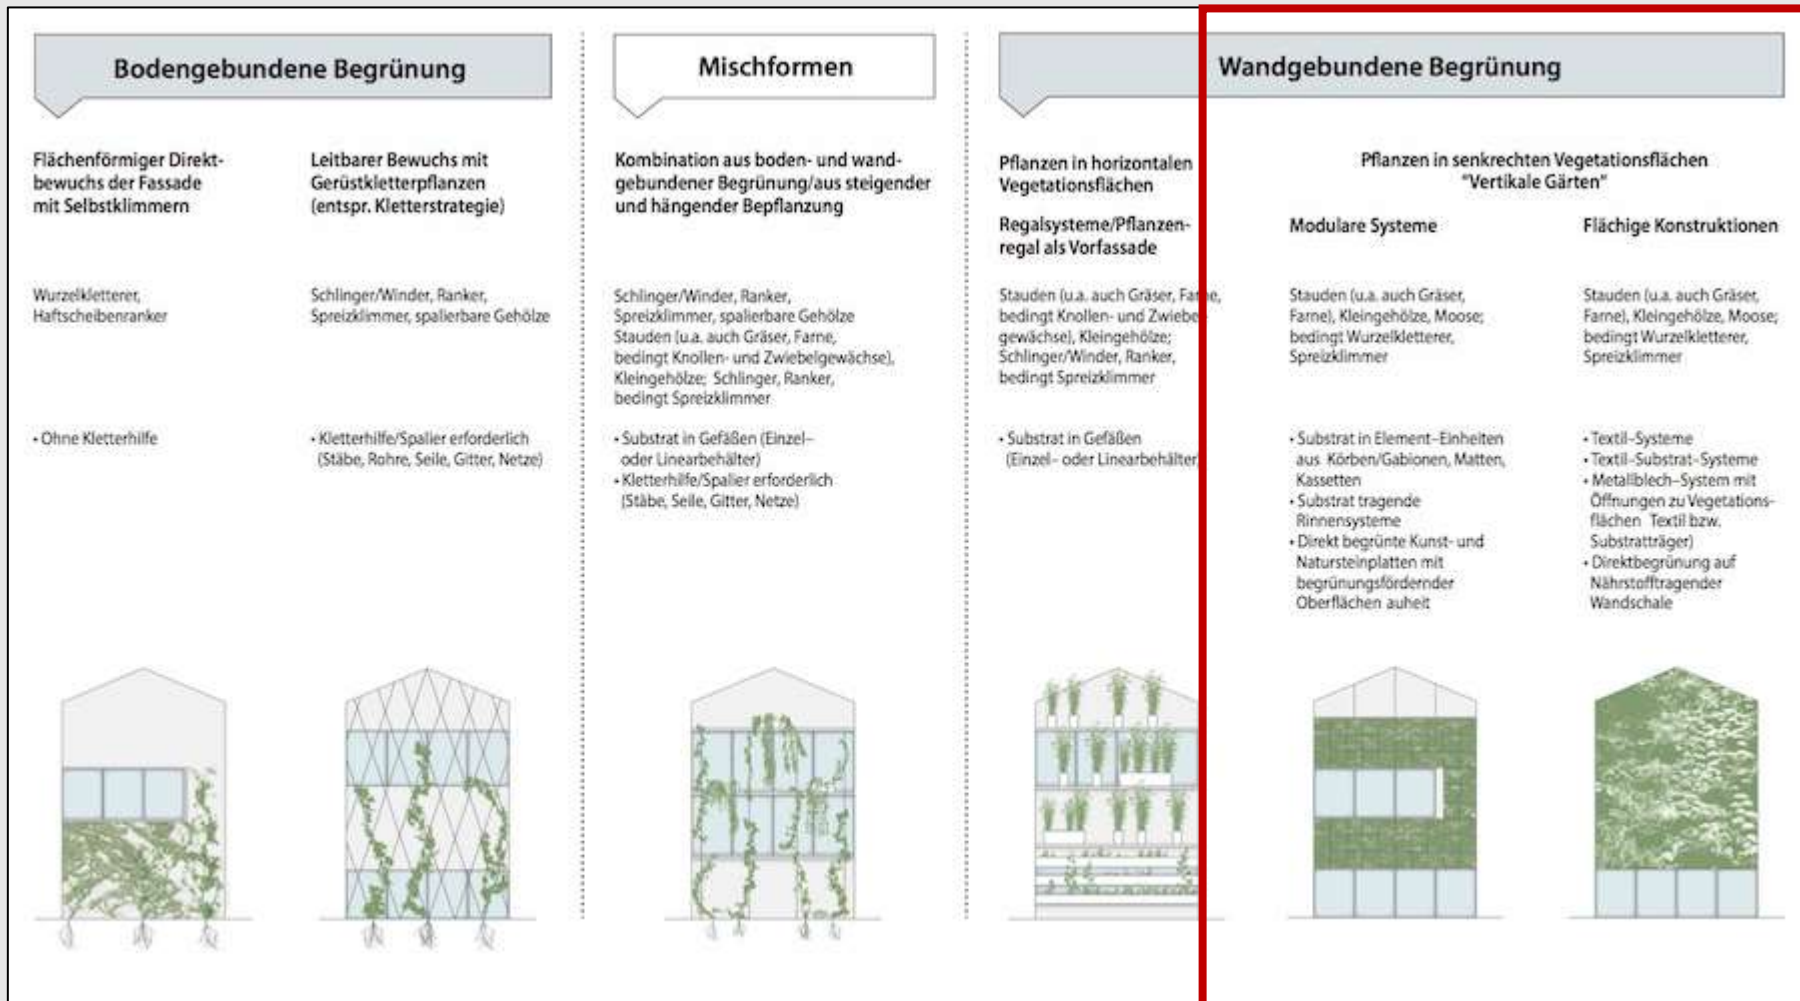 Bodengebundene Begrünung
Flächenförmiger Direkt-
bewuchs der Fassade
mit Selbstklimmern
Wurzelkletterer,
Haftscheibenranker
• Ohne Kletterhilfe
Leitbarer Bewuchs mit
Gerüstkletterpflanzen
(entspr. Kletterstrategie)
Schlinger/Winder, Ranker,
Spreizklimmer, spalierbare Gehölze
• Kletterhilfe/Spalier erforderlich
(Stäbe, Rohre, Seile, Gitter, Netze)
Mischformen
Kombination aus boden- und wand-
gebundener Begrünung/aus steigender
und hängender Bepflanzung
Schlinger/Winder, Ranker,
Spreizklimmer, spalierbare Gehölze
Stauden (u.a. auch Gräser, Farne,
bedingt Knollen- und Zwiebelgewächse),
Kleingehölze; Schlinger, Ranker,
bedingt Spreizklimmer
• Substrat in Gefäßen (Einzel-
oder Linearbehälter)
• Kletterhilfe/Spalier erforderlich
(Stäbe, Seile, Gitter, Netze)
Wandgebundene Begrünung
Pflanzen in horizontalen
Vegetationsflächen
Regalsysteme/Pflanzen-
regal als Vorfassade
Stauden (u.a. auch Gräser, Farne,
bedingt Knollen- und Zwiebel-
gewächse), Kleingehölze;
Schlinger/Winder, Ranker,
bedingt Spreizklimmer
• Substrat in Gefäßen
(Einzel- oder Linearbehälter)
Pflanzen in senkrechten Vegetationsflächen
"Vertikale Gärten"
Modulare Systeme
Stauden (u.a. auch Gräser,
Farne), Kleingehölze, Moose;
bedingt Wurzelkletterer,
Spreizklimmer
• Substrat in Element-Einheiten
aus Körben/Gabionen, Matten,
Kassetten
• Substrat tragende
Rinnensysteme
• Direkt begrünte Kunst- und
Natursteinplatten mit
begrünungsfördernder
Oberflächen auheit
Flächige Konstruktionen
Stauden (u.a. auch Gräser,
Farne), Kleingehölze, Moose;
bedingt Wurzelkletterer,
Spreizklimmer
• Textil-Systeme
• Textil-Substrat-Systeme
• Metallblech-System mit
Öffnungen zu Vegetations-
flächen Textil bzw.
Substratträger)
• Direktbegrünung auf
Nährstofftragender
Wandschale